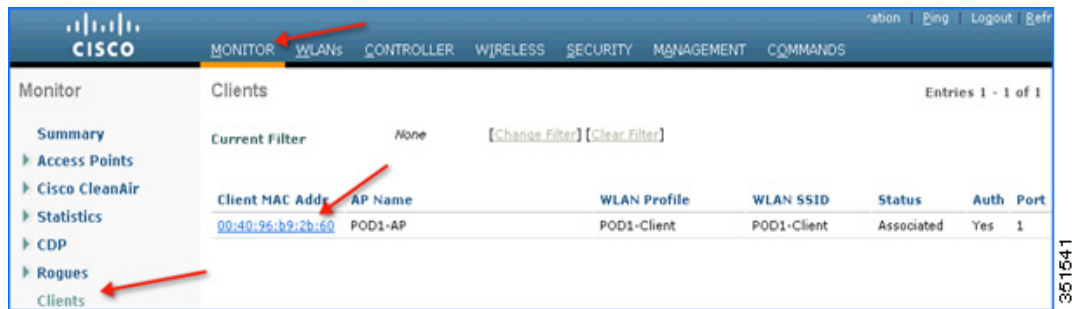 ration | Ping | Logout | Refr
CISCO
MONITOR WLANs CONTROLLER WIRELESS SECURITY MANAGEMENT COMMANDS
Monitor
Clients
Entries 1 - 1 of 1
Summary
Current Filter None [Change Filter] [Clear Filter]
Access Points
Cisco CleanAir
Client MAC Addr AP Name WLAN Profile WLAN SSID Status Auth Port
Statistics
00:40:96:b9:2b:60 POD1-AP POD1-Client POD1-Client Associated Yes 1
CDP
Rogues
Clients
351541